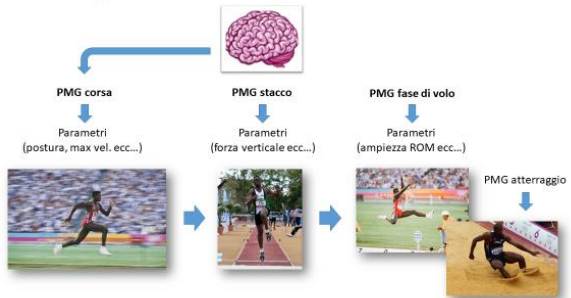 PMG corsa
PMG stacco
PMG fase di volo
Parametri
(postura, max vel. ecc...)
Parametri
(forza verticale ecc...)
Parametri
(ampiezza ROM ecc...)
PMG atterraggio